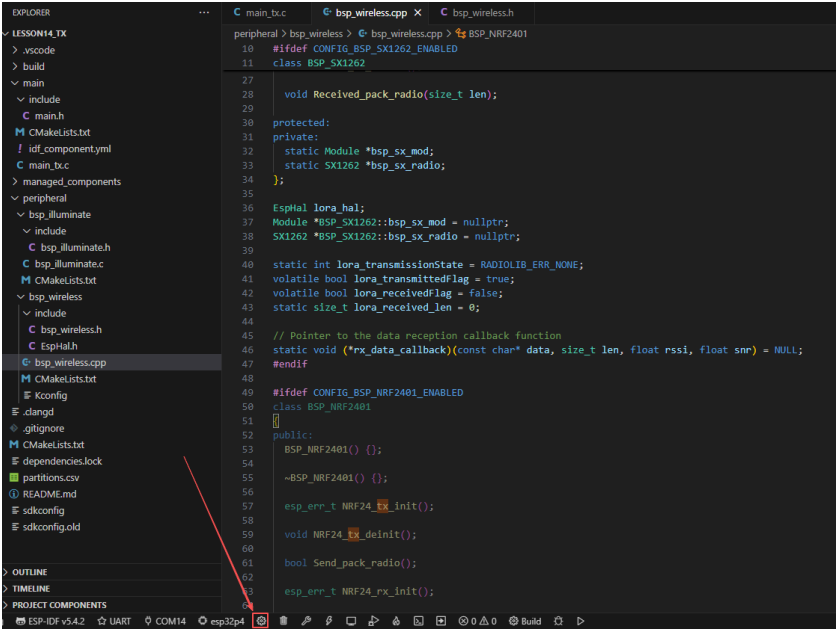 EXPLORER
LESSON14_TX
.vscode
build
main
include
C main.h
M CMakeLists.txt
! idf_component.yml
C main_tx.c
managed_components
peripheral
bsp_illuminate
include
C bsp_illuminate.h
C bsp_illuminate.c
M CMakeLists.txt
bsp_wireless
include
C bsp_wireless.h
C EspHal.h
bsp_wireless.cpp
M CMakeLists.txt
Kconfig
.clangd
.gitignore
M CMakeLists.txt
dependencies.lock
partitions.csv
README.md
sdkconfig
sdkconfig.old
OUTLINE
TIMELINE
PROJECT COMPONENTS
C main_tx.c
bsp_wireless.cpp
C bsp_wireless.h
peripheral > bsp_wireless > bsp_wireless.cpp > BSP_NRF2401
10 #ifdef CONFIG_BSP_SX1262_ENABLED
11 class BSP_SX1262
27
28 void Received_pack_radio(size_t len);
29
30 protected:
31 private:
32 static Module *bsp_sx_mod;
33 static SX1262 *bsp_sx_radio;
34 };
35
36 EspHal lora_hal;
37 Module *BSP_SX1262::bsp_sx_mod = nullptr;
38 SX1262 *BSP_SX1262::bsp_sx_radio = nullptr;
39
40 static int lora_transmissionState = RADIOLIB_ERR_NONE;
41 volatile bool lora_transmittedFlag = true;
42 volatile bool lora_receivedFlag = false;
43 static size_t lora_received_len = 0;
44
45 // Pointer to the data reception callback function
46 static void (*rx_data_callback)(const char* data, size_t len, float rssi, float snr) = NULL;
47 #endif
48
49 #ifdef CONFIG_BSP_NRF2401_ENABLED
50 class BSP_NRF2401
51 {
52 public:
53 BSP_NRF2401() {};
54
55 ~BSP_NRF2401() {};
56
57 esp_err_t NRF24_tx_init();
58
59 void NRF24_tx_deinit();
60
61 bool Send_pack_radio();
62
63 esp_err_t NRF24_rx_init();
64
ESP-IDF v5.4.2 UART COM14 esp32p4 0 0 Build